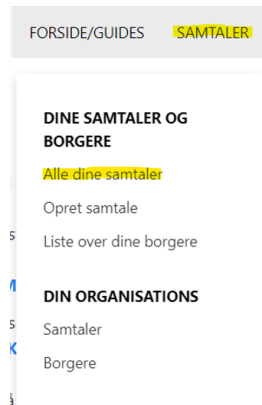 FORSIDE/GUIDES SAMTALER
DINE SAMTALER OG
BORGERE
Alle dine samtaler
Opret samtale
Liste over dine borgere
DIN ORGANISATIONS
Samtaler
Borgere